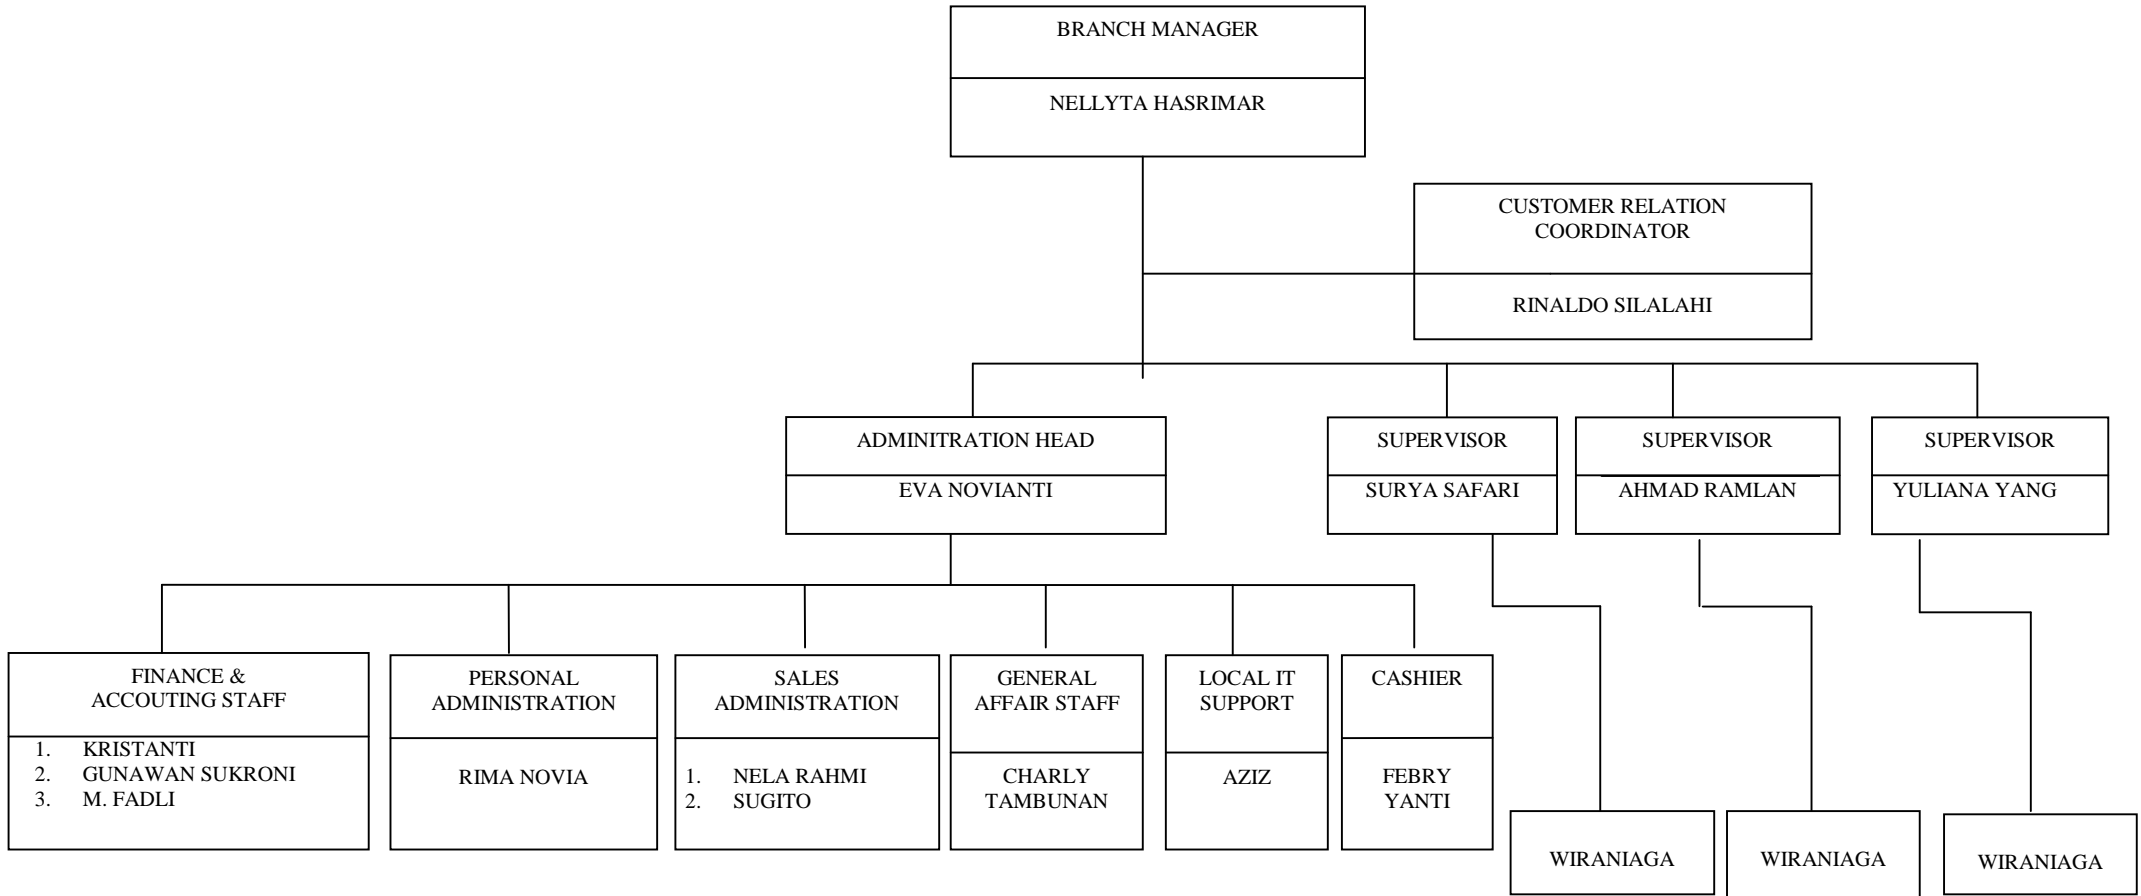 BRANCH MANAGER
NELLYTA HASRIMAR
CUSTOMER RELATION
COORDINATOR
RINALDO SILALAHI
ADMINITRATION HEAD
EVA NOVIANTI
SUPERVISOR
SURYA SAFARI
SUPERVISOR
AHMAD RAMLAN
SUPERVISOR
YULIANA YANG
FINANCE &
ACCOUTING STAFF
1. KRISTANTI
2. GUNAWAN SUKRONI
3. M. FADLI
PERSONAL
ADMINISTRATION
RIMA NOVIA
SALES
ADMINISTRATION
1. NELA RAHMI
2. SUGITO
GENERAL
AFFAIR STAFF
CHARLY
TAMBUNAN
LOCAL IT
SUPPORT
AZIZ
CASHIER
FEBRY
YANTI
WIRANIAGA
WIRANIAGA
WIRANIAGA